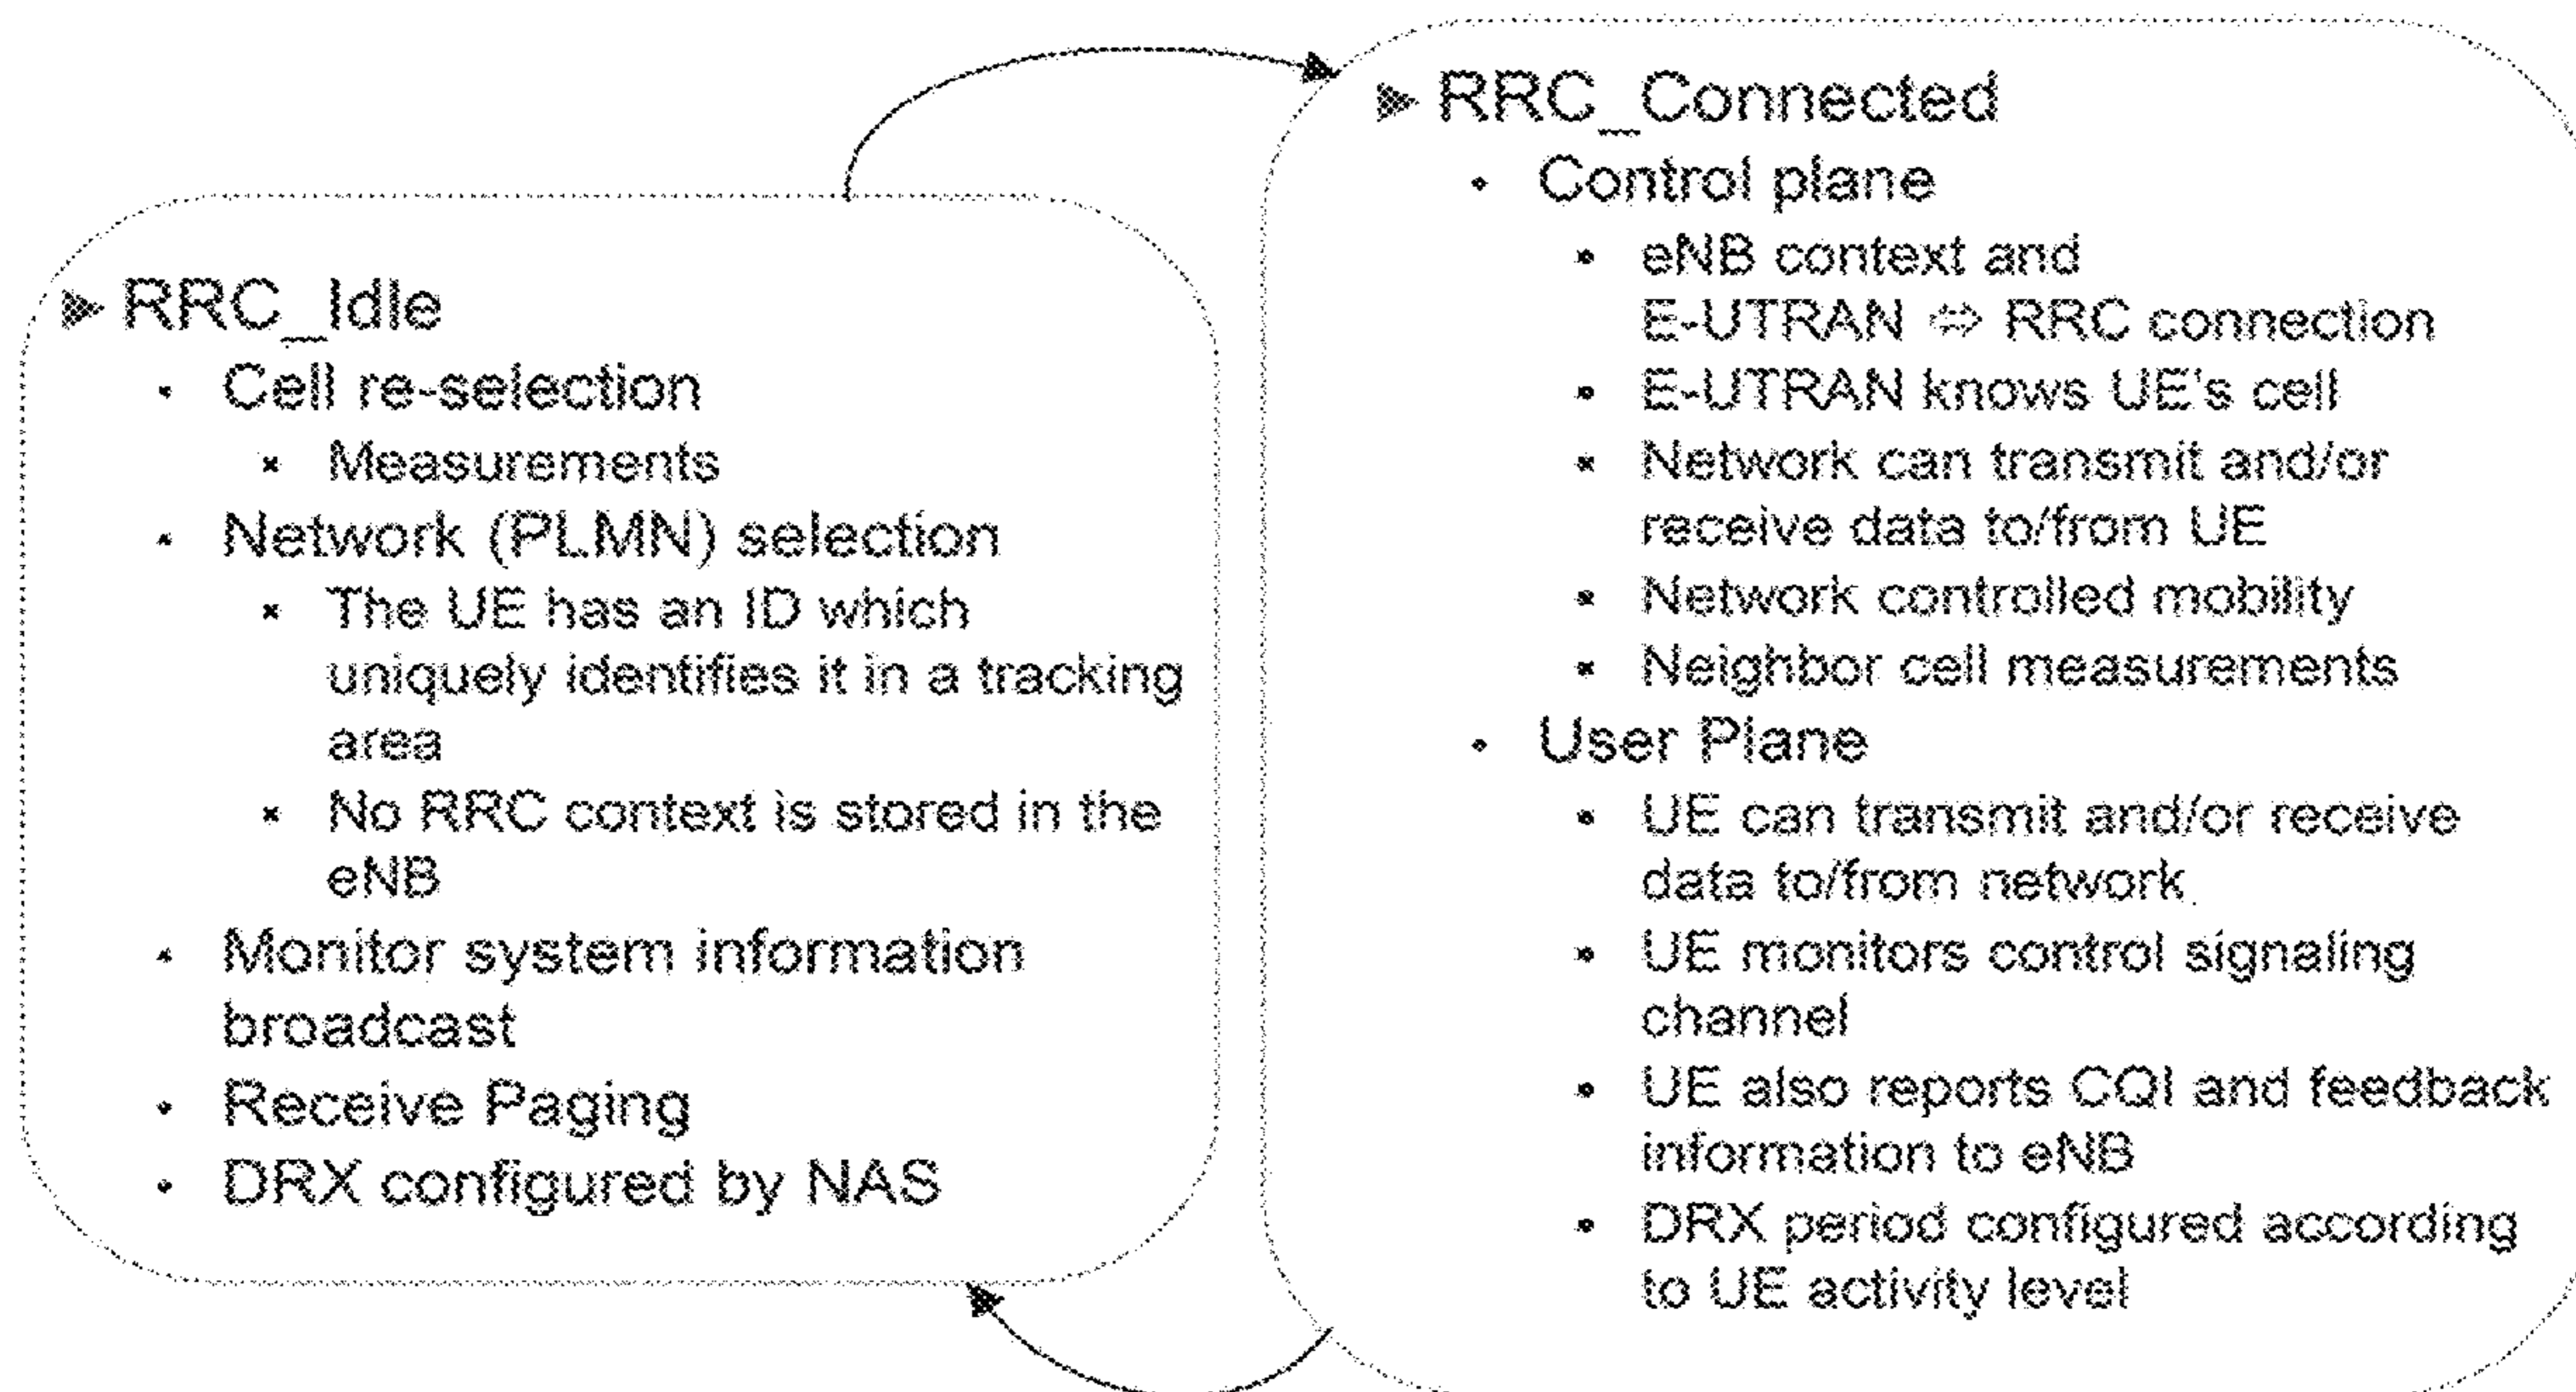 RRC_Idle
Cell re-selection
Measurements
Network (PLMN) selection
The UE has an ID which
uniquely identifies it in a tracking
area
No RRC context is stored in the
eNB
Monitor system information
broadcast
Receive Paging
DRX configured by NAS
RRC_Connected
Control plane
eNB context and
E-UTRAN ⇔ RRC connection
E-UTRAN knows UE's cell
Network can transmit and/or
receive data to/from UE
Network controlled mobility
Neighbor cell measurements
User Plane
UE can transmit and/or receive
data to/from network
UE monitors control signaling
channel
UE also reports CQI and feedback
information to eNB
DRX period configured according
to UE activity level